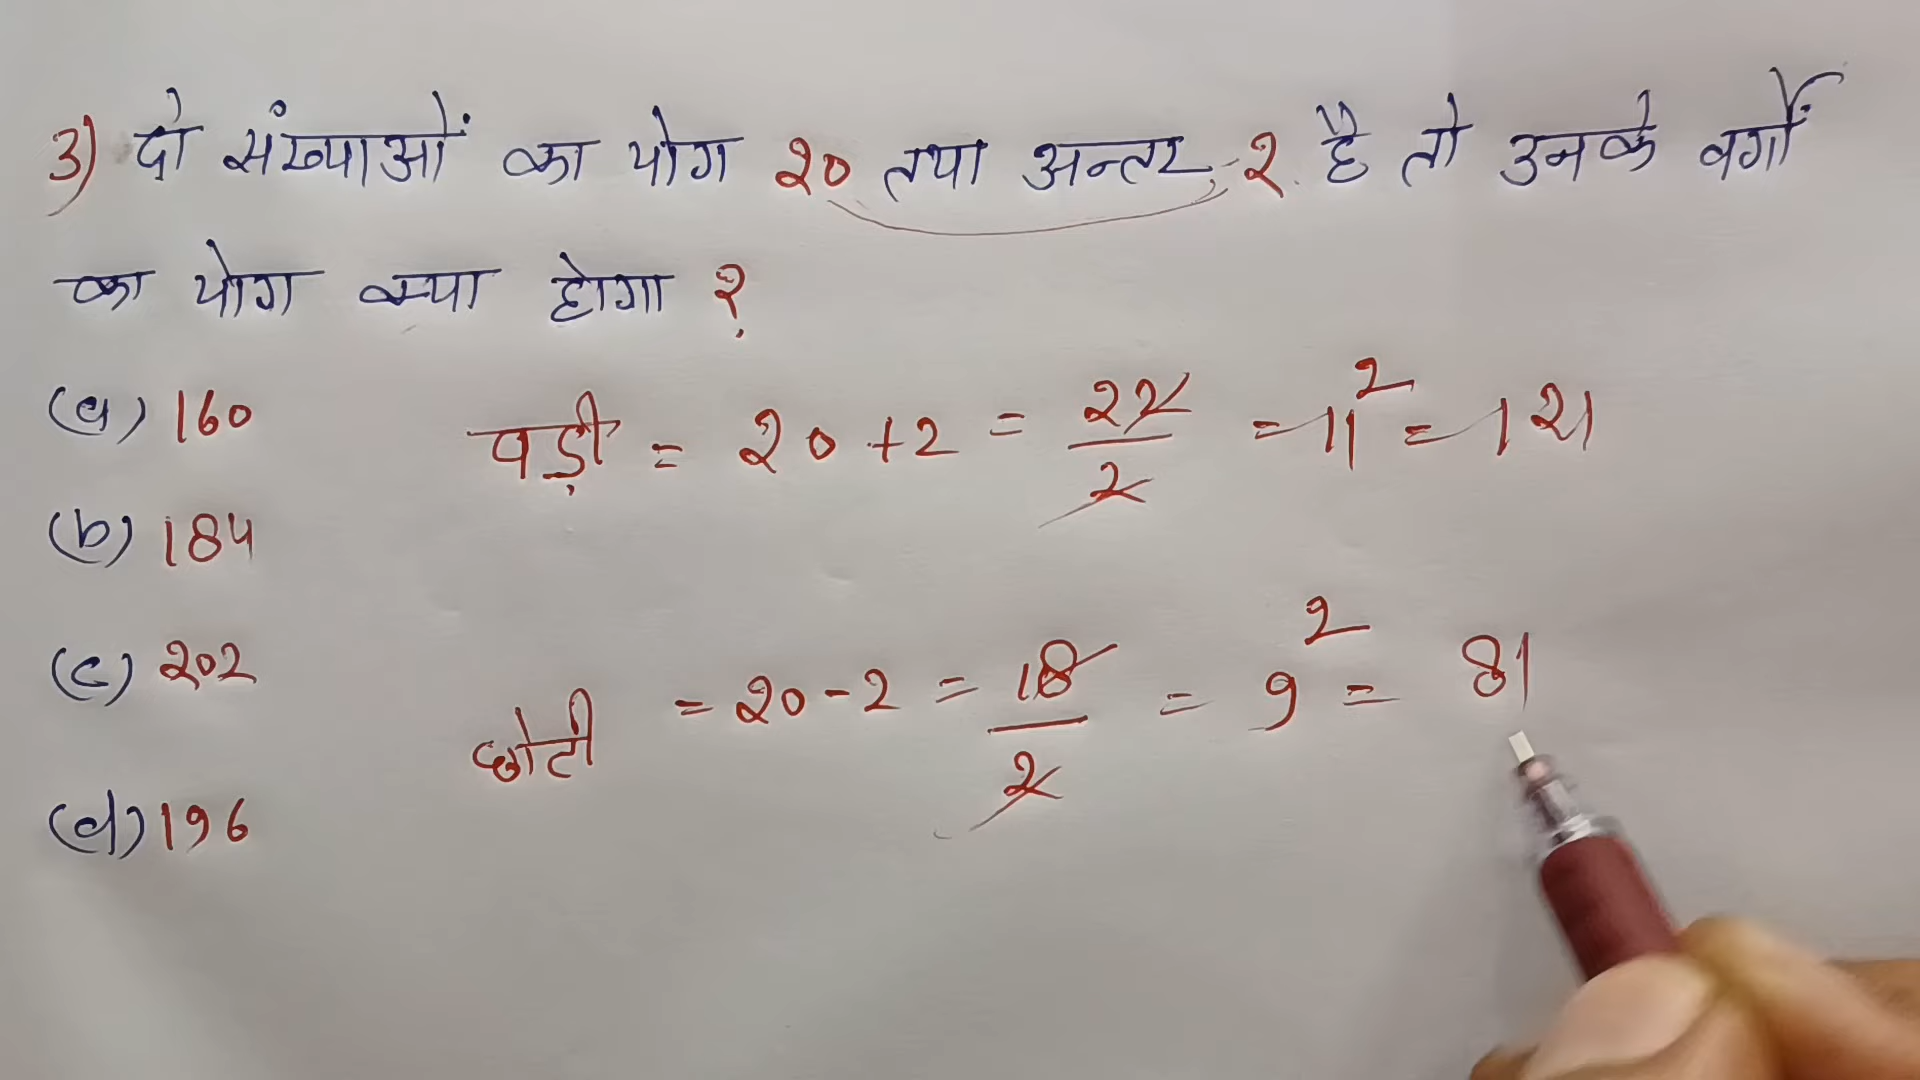 3) दो संख्याओं का योग 20 तथा अन्तर 2 है तो उनके वर्गों
का योग क्या होगा ?
(a) 160
बड़ी = 20 + 2 = 22/2 = 11² = 121
(b) 184
(c) 202
छोटी = 20 - 2 = 18/2 = 9² = 81
(d) 196